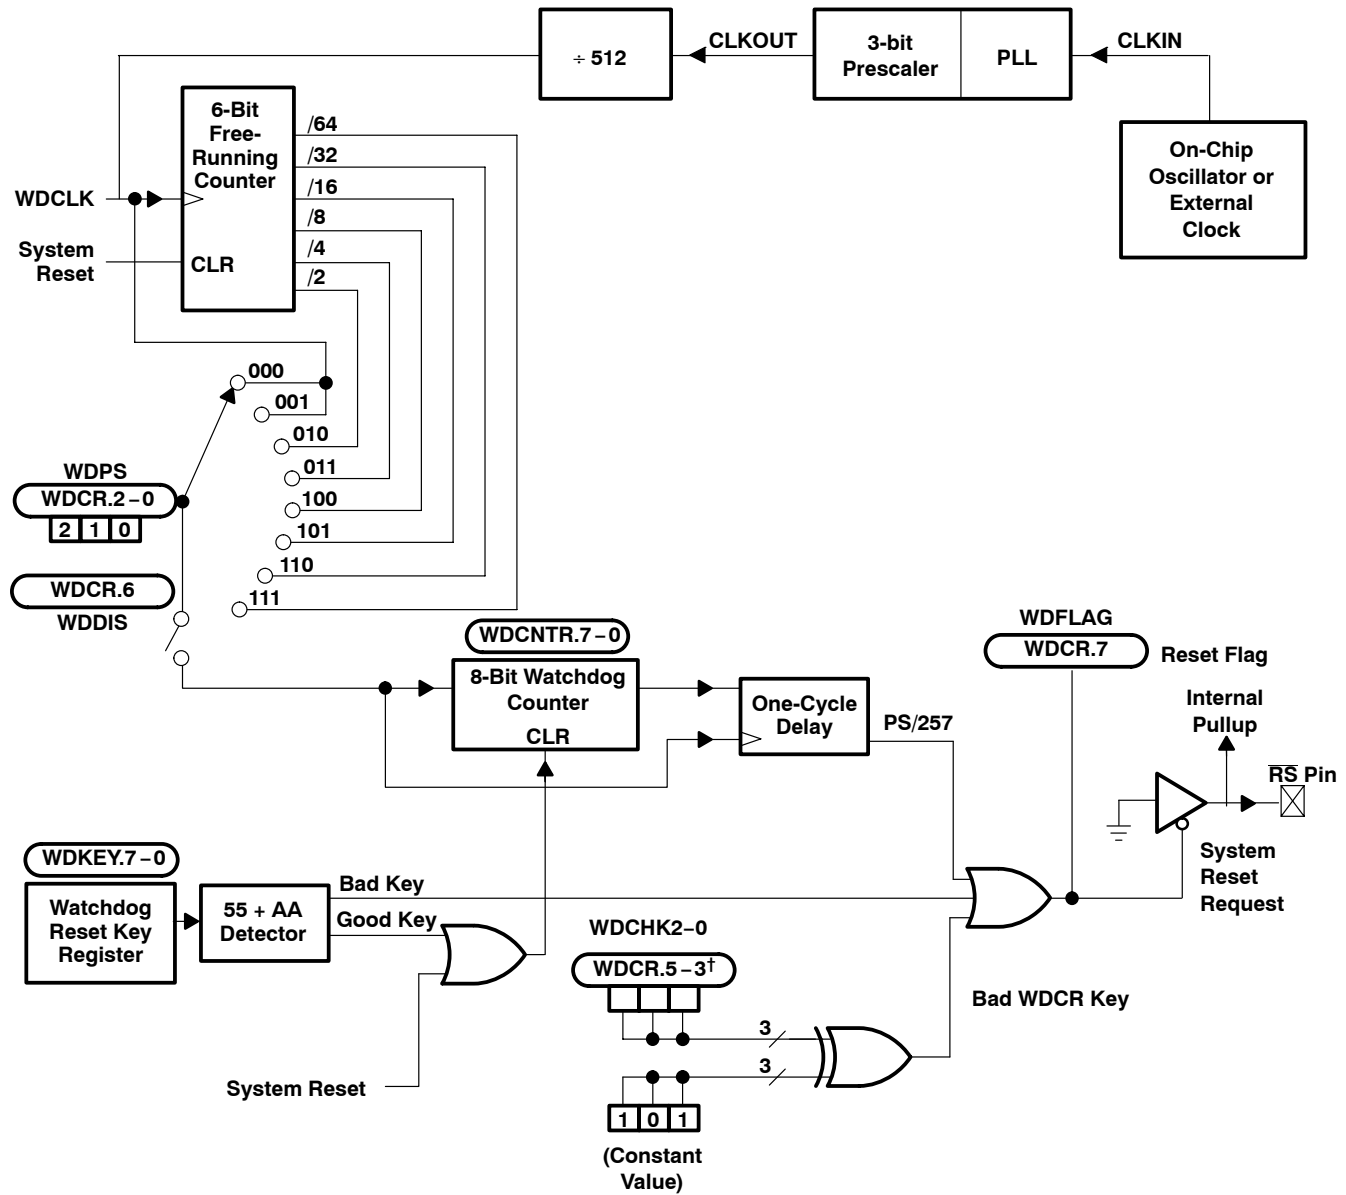 ÷ 512
CLKOUT
3-bit
Prescaler
PLL
CLKIN
On-Chip
Oscillator or
External
Clock
6-Bit
Free-
Running
Counter
CLR
/64
/32
/16
/8
/4
/2
WDCLK
System
Reset
000
001
010
011
100
101
110
111
WDPS
WDCR.2–0
2 1 0
WDCR.6
WDDIS
WDCNTR.7–0
8-Bit Watchdog
Counter
CLR
One-Cycle
Delay
PS/257
WDFLAG
WDCR.7
Reset Flag
Internal
Pullup
RS Pin
System
Reset
Request
WDKEY.7–0
Watchdog
Reset Key
Register
55 + AA
Detector
Bad Key
Good Key
System Reset
WDCHK2–0
WDCR.5–3†
3
3
1 0 1
(Constant
Value)
Bad WDCR Key